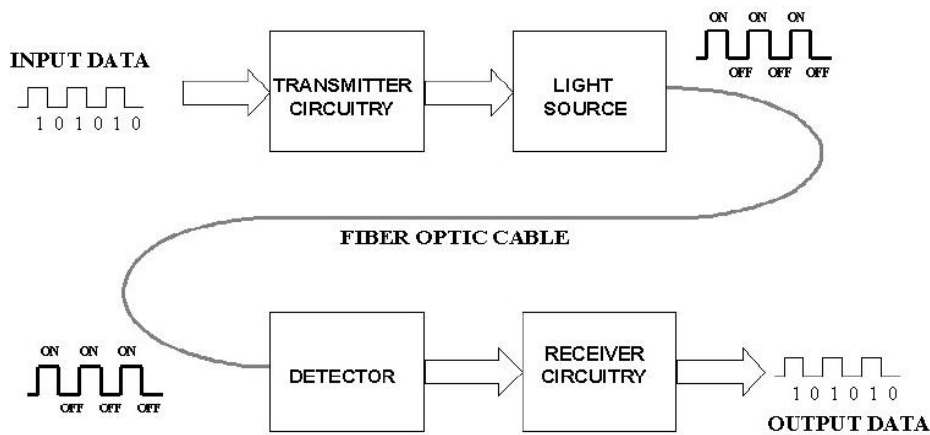 ON ON ON
OFF OFF OFF
INPUT DATA
1 0 1 0 1 0
TRANSMITTER
CIRCUITRY
LIGHT
SOURCE
FIBER OPTIC CABLE
ON ON ON
OFF OFF OFF
DETECTOR
RECEIVER
CIRCUITRY
1 0 1 0 1 0
OUTPUT DATA